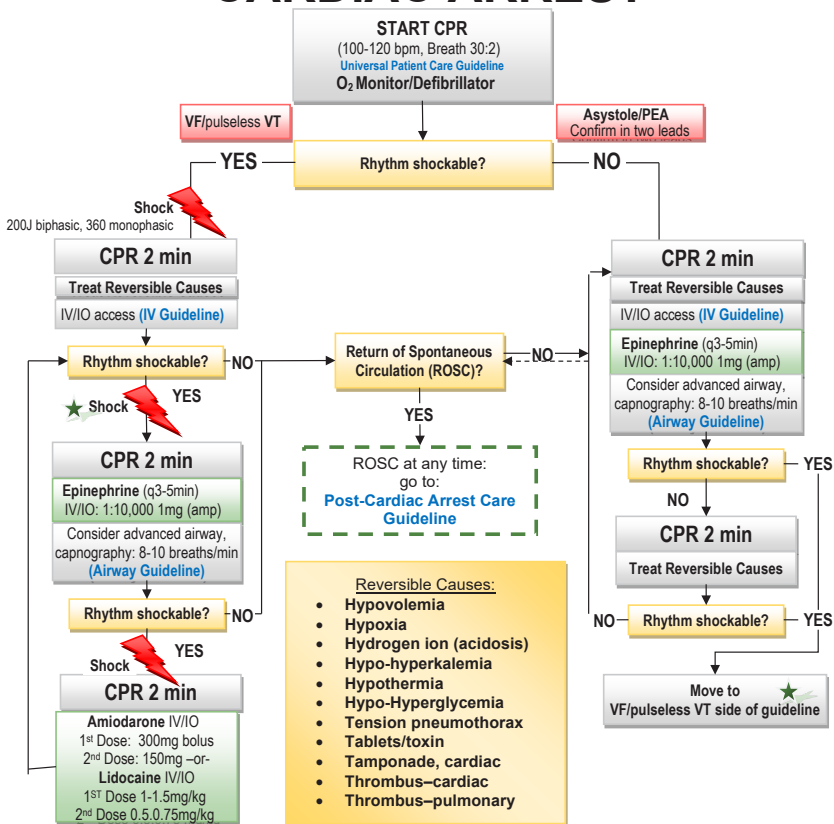 CARDIAC ARREST
START CPR
(100-120 bpm, Breath 30:2)
Universal Patient Care Guideline
O2 Monitor/Defibrillator
VF/pulseless VT
Asystole/PEA
Confirm in two leads
YES
Rhythm shockable?
NO
Shock
200J biphasic, 360 monophasic
CPR 2 min
Treat Reversible Causes
IV/IO access (IV Guideline)
Rhythm shockable?
NO
YES
Shock
CPR 2 min
Epinephrine (q3-5min)
IV/IO: 1:10,000 1mg (amp)
Consider advanced airway,
capnography: 8-10 breaths/min
(Airway Guideline)
Rhythm shockable?
NO
YES
Shock
CPR 2 min
Amiodarone IV/IO
1st Dose: 300mg bolus
2nd Dose: 150mg –or-
Lidocaine IV/IO
1ST Dose 1-1.5mg/kg
2nd Dose 0.5.0.75mg/kg
Return of Spontaneous
Circulation (ROSC)?
NO
YES
ROSC at any time:
go to:
Post-Cardiac Arrest Care
Guideline
Reversible Causes:
• Hypovolemia
• Hypoxia
• Hydrogen ion (acidosis)
• Hypo-hyperkalemia
• Hypothermia
• Hypo-Hyperglycemia
• Tension pneumothorax
• Tablets/toxin
• Tamponade, cardiac
• Thrombus–cardiac
• Thrombus–pulmonary
CPR 2 min
Treat Reversible Causes
IV/IO access (IV Guideline)
Epinephrine (q3-5min)
IV/IO: 1:10,000 1mg (amp)
Consider advanced airway,
capnography: 8-10 breaths/min
(Airway Guideline)
Rhythm shockable?
YES
NO
CPR 2 min
Treat Reversible Causes
NO
Rhythm shockable?
YES
Move to
VF/pulseless VT side of guideline